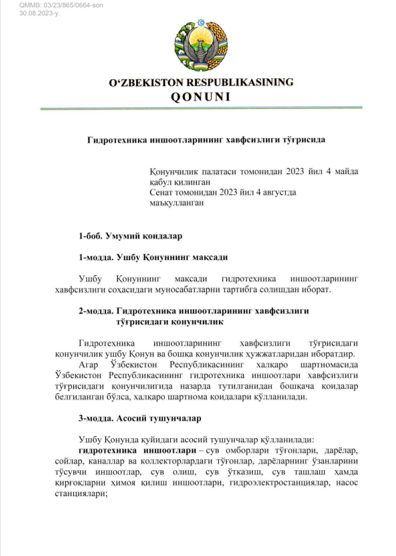 QMMB: 03/23/865/0664-son
30.08.2023-y.
OʻZBEKISTON RESPUBLIKASINING
QONUNI
Гидротехника иншоотларининг хавфсизлиги тўғрисида
Қонунчилик палатаси томонидан 2023 йил 4 майда
қабул қилинган
Сенат томонидан 2023 йил 4 августда
маъқулланган
1-боб. Умумий қоидалар
1-модда. Ушбу Қонуннинг мақсади
Ушбу Қонуннинг мақсади гидротехника иншоотларининг
хавфсизлиги соҳасидаги муносабатларни тартибга солишдан иборат.
2-модда. Гидротехника иншоотларининг хавфсизлиги
тўғрисидаги қонунчилик
Гидротехника иншоотларининг хавфсизлиги тўғрисидаги
қонунчилик ушбу Қонун ва бошқа қонунчилик ҳужжатларидан иборатдир.
Агар Ўзбекистон Республикасининг халқаро шартномасида
Ўзбекистон Республикасининг гидротехника иншоотлари хавфсизлиги
тўғрисидаги қонунчилигида назарда тутилганидан бошқача қоидалар
белгиланган бўлса, халқаро шартнома қоидалари қўлланилади.
3-модда. Асосий тушунчалар
Ушбу Қонунда қуйидаги асосий тушунчалар қўлланилади:
гидротехника иншоотлари – сув омборлари тўғонлари, дарёлар,
сойлар, каналлар ва коллекторлардаги тўғонлар, дарёларнинг ўзанларини
тўсувчи иншоотлар, сув олиш, сув ўтказиш, сув ташлаш ҳамда
қирғоқларни ҳимоя қилиш иншоотлари, гидроэлектростанциялар, насос
станциялари;